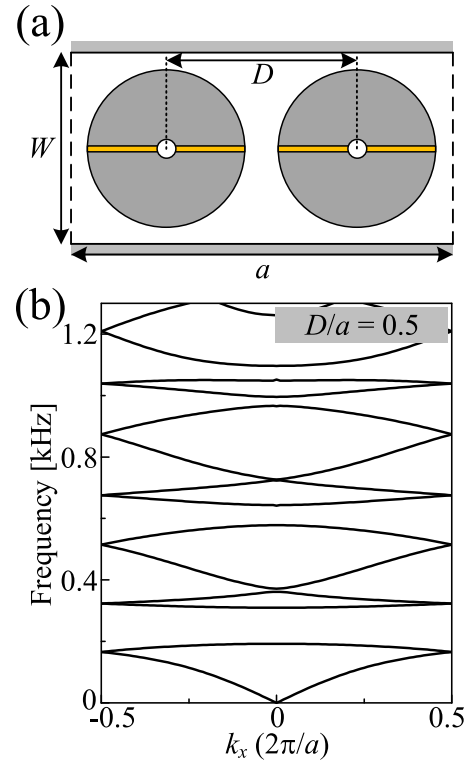 (a)
D
W
a
(b)
D/a = 0.5
1.2
0.8
0.4
0
Frequency [kHz]
-0.5 0 0.5
kₓ (2π/a)